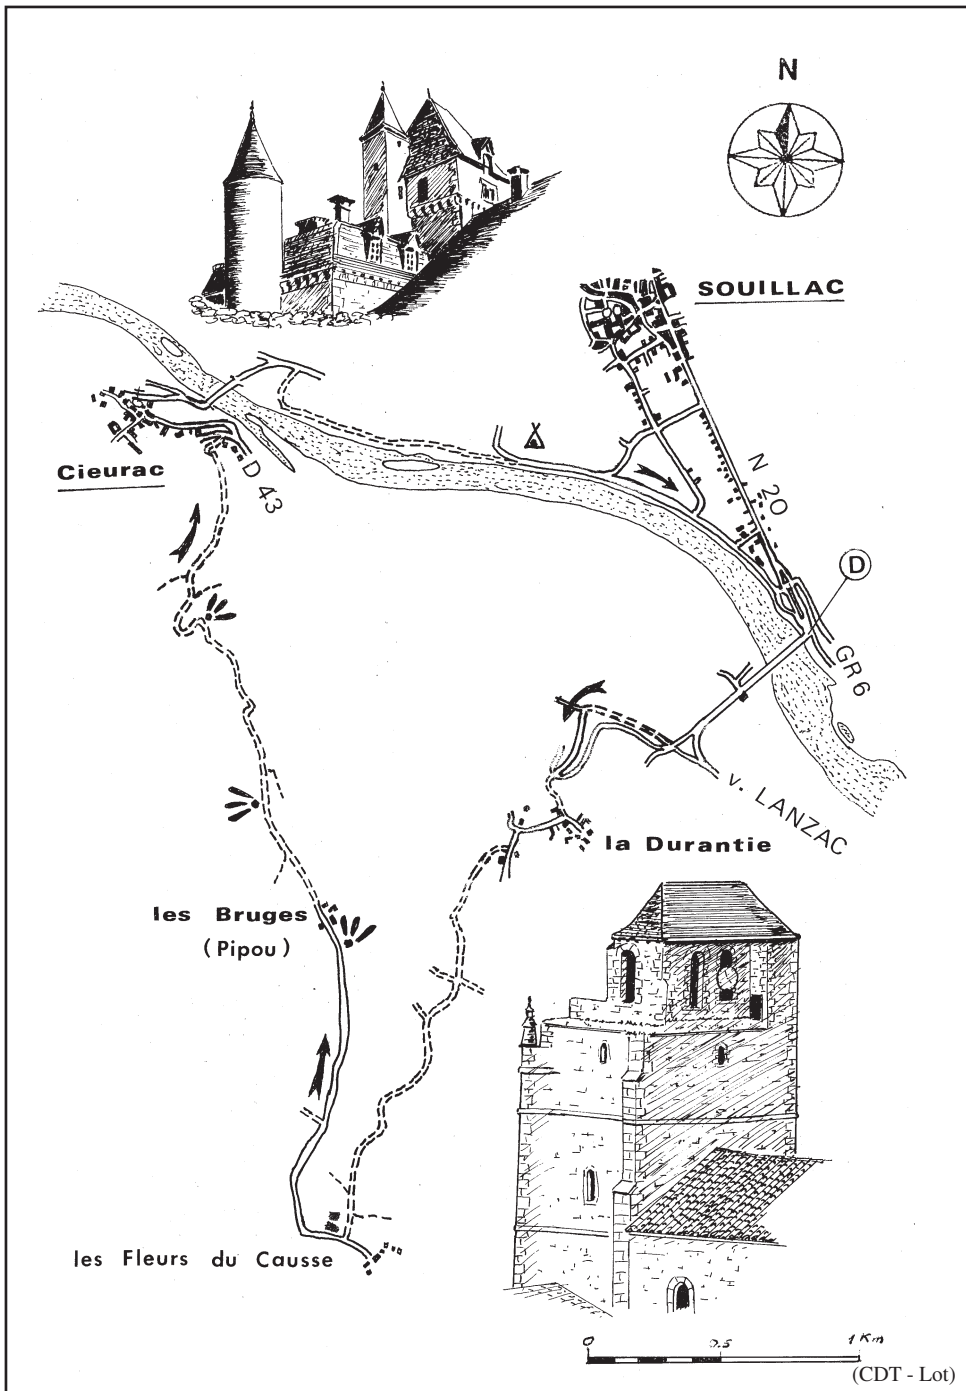 N
SOUILLAC
Cieurac
D 43
N 20
D
GR6
v. LANZAC
la Durantie
les Bruges
(Pipou)
les Fleurs du Causse
0 0.5 1 Km
(CDT - Lot)